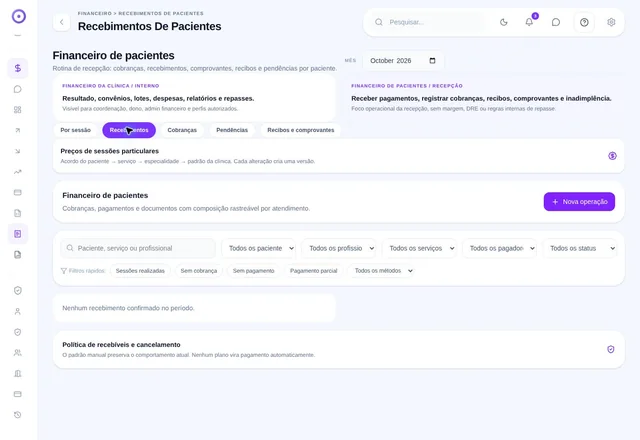 FINANCEIRO > RECEBIMENTOS DE PACIENTES
Recebimentos De Pacientes
Pesquisar...
Financeiro de pacientes
Rotina de recepção: cobranças, recebimentos, comprovantes, recibos e pendências por paciente.
MÊS
October 2026
FINANCEIRO DA CLÍNICA / INTERNO
Resultado, convênios, lotes, despesas, relatórios e repasses.
Visível para coordenação, dono, admin financeiro e perfis autorizados.
FINANCEIRO DE PACIENTES / RECEPÇÃO
Receber pagamentos, registrar cobranças, recibos, comprovantes e inadimplência.
Foco operacional da recepção, sem margem, DRE ou regras internas de repasse.
Por sessão
Cobranças
Pendências
Recibos e comprovantes
Preços de sessões particulares
Acordo do paciente → serviço → especialidade → padrão da clínica. Cada alteração cria uma versão.
Financeiro de pacientes
Cobranças, pagamentos e documentos com composição rastreável por atendimento.
+ Nova operação
Paciente, serviço ou profissional
Todos os paciente
Todos os profissio
Todos os serviços
Todos os pagador
Todos os status
Filtros rápidos:
Sessões realizadas
Sem cobrança
Sem pagamento
Pagamento parcial
Todos os métodos
Nenhum recebimento confirmado no período.
Política de recebíveis e cancelamento
O padrão manual preserva o comportamento atual. Nenhum plano vira pagamento automaticamente.